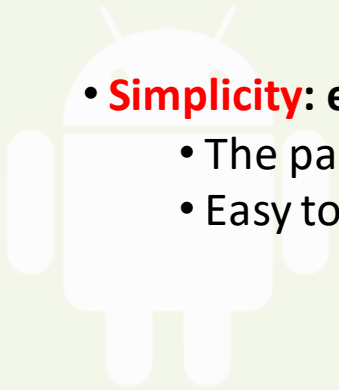 • Simplicity: e
• The pa
• Easy to